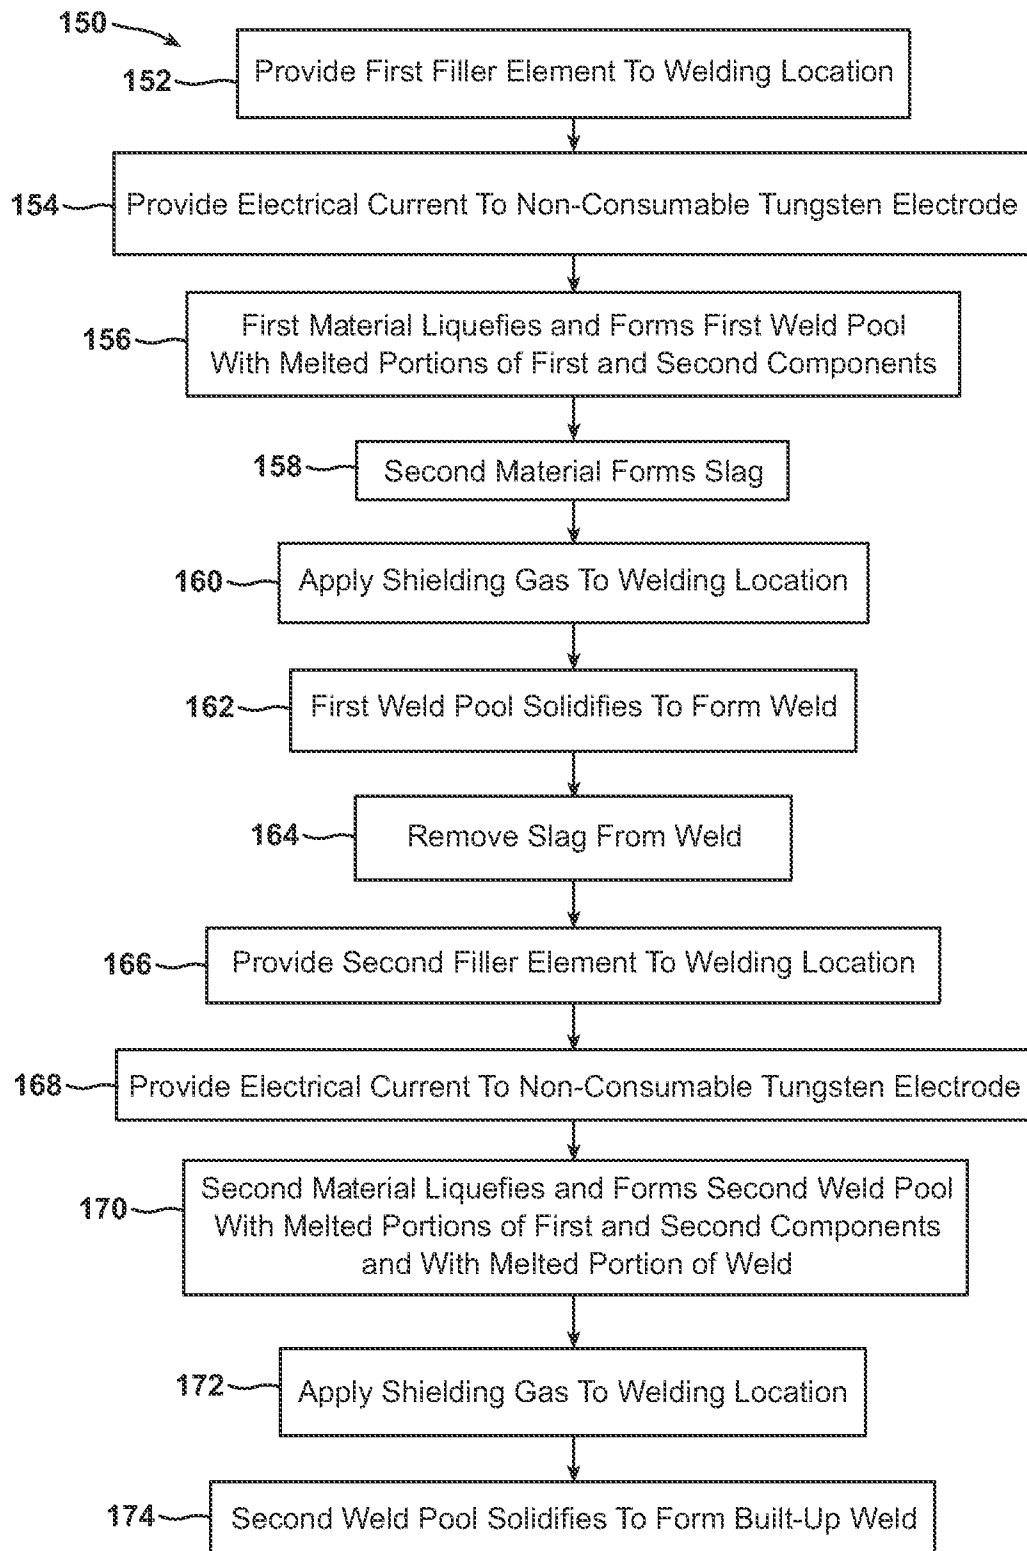 150
152
Provide First Filler Element To Welding Location
154
Provide Electrical Current To Non-Consumable Tungsten Electrode
156
First Material Liquefies and Forms First Weld Pool
With Melted Portions of First and Second Components
158
Second Material Forms Slag
160
Apply Shielding Gas To Welding Location
162
First Weld Pool Solidifies To Form Weld
164
Remove Slag From Weld
166
Provide Second Filler Element To Welding Location
168
Provide Electrical Current To Non-Consumable Tungsten Electrode
170
Second Material Liquefies and Forms Second Weld Pool
With Melted Portions of First and Second Components
and With Melted Portion of Weld
172
Apply Shielding Gas To Welding Location
174
Second Weld Pool Solidifies To Form Built-Up Weld